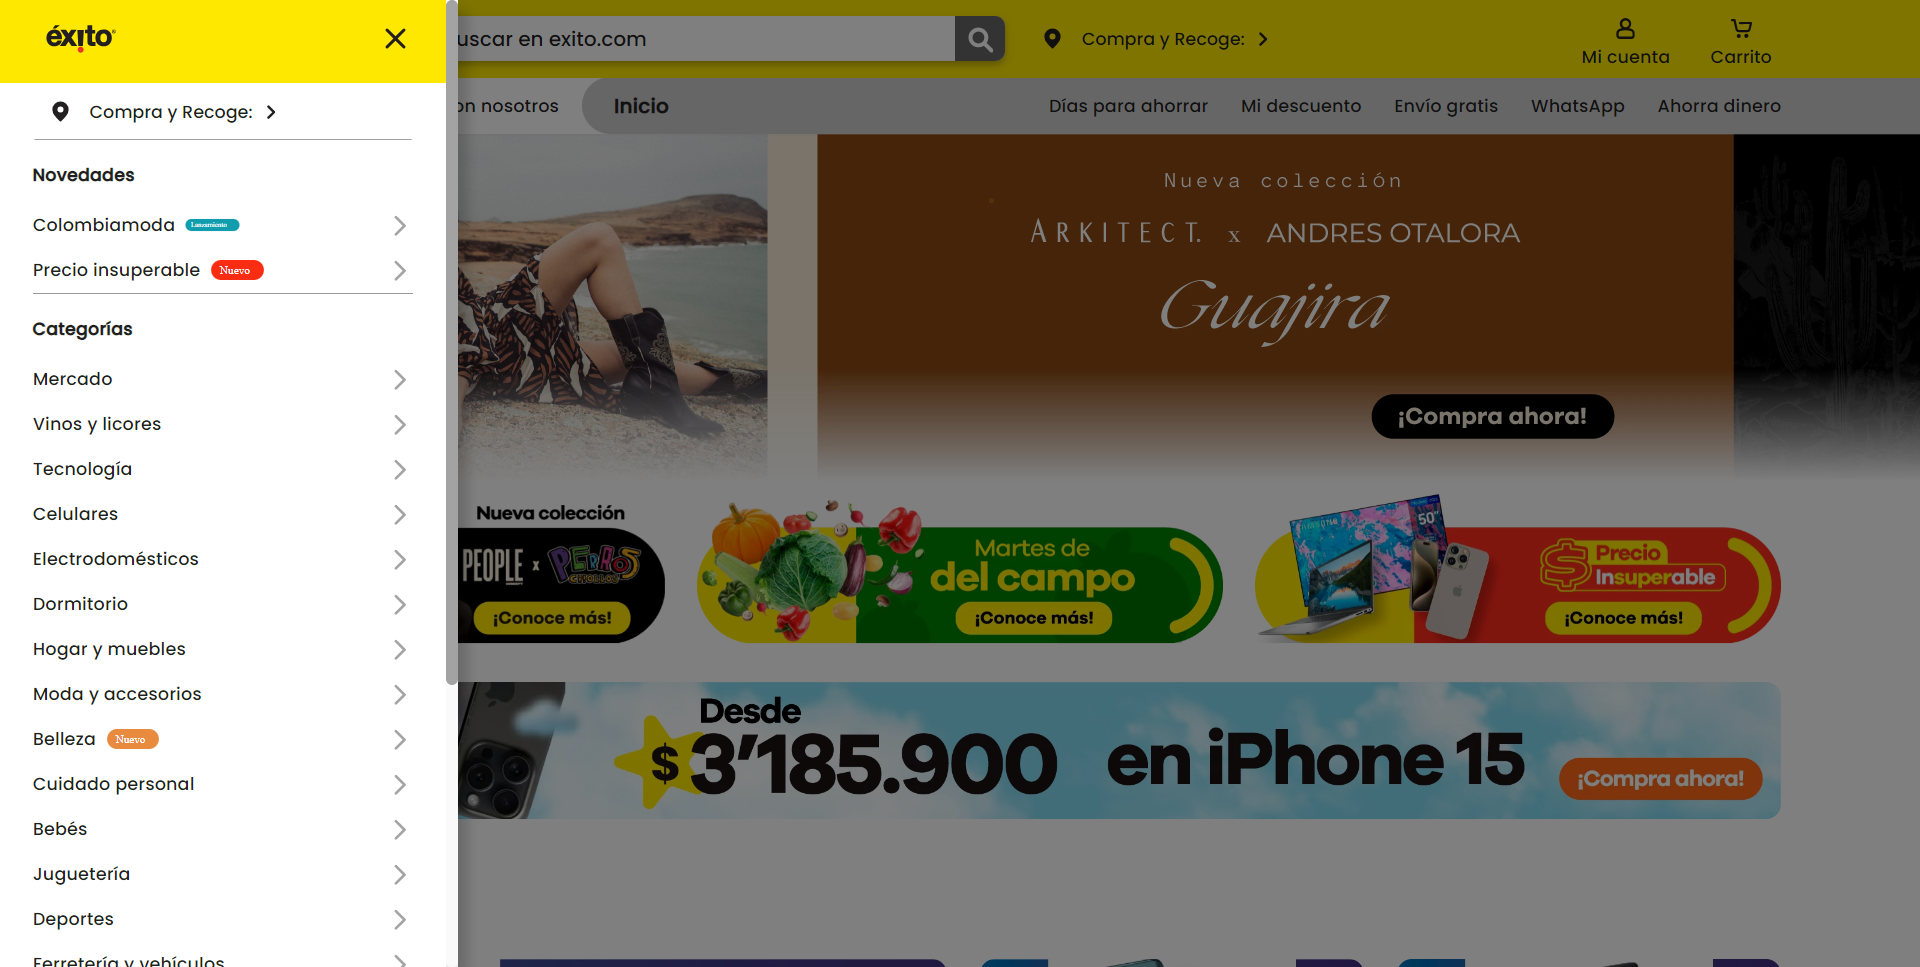 éxito
Compra y Recoge:
Novedades
Colombiamoda Lanzamiento
Precio insuperable Nuevo
Categorías
Mercado
Vinos y licores
Tecnología
Celulares
Electrodomésticos
Dormitorio
Hogar y muebles
Moda y accesorios
Belleza Nuevo
Cuidado personal
Bebés
Juguetería
Deportes
Ferretería y vehículos
uscar en exito.com
Compra y Recoge:
Mi cuenta
Carrito
on nosotros
Inicio
Días para ahorrar
Mi descuento
Envío gratis
WhatsApp
Ahorra dinero
Nueva colección
ARKITECT. x ANDRES OTALORA
Guajira
¡Compra ahora!
Nueva colección
PEOPLE x PERROS
CRIOLLOS
¡Conoce más!
Martes de
del campo
¡Conoce más!
50"
Precio
Insuperable
¡Conoce más!
Desde
$3'185.900 en iPhone 15
¡Compra ahora!